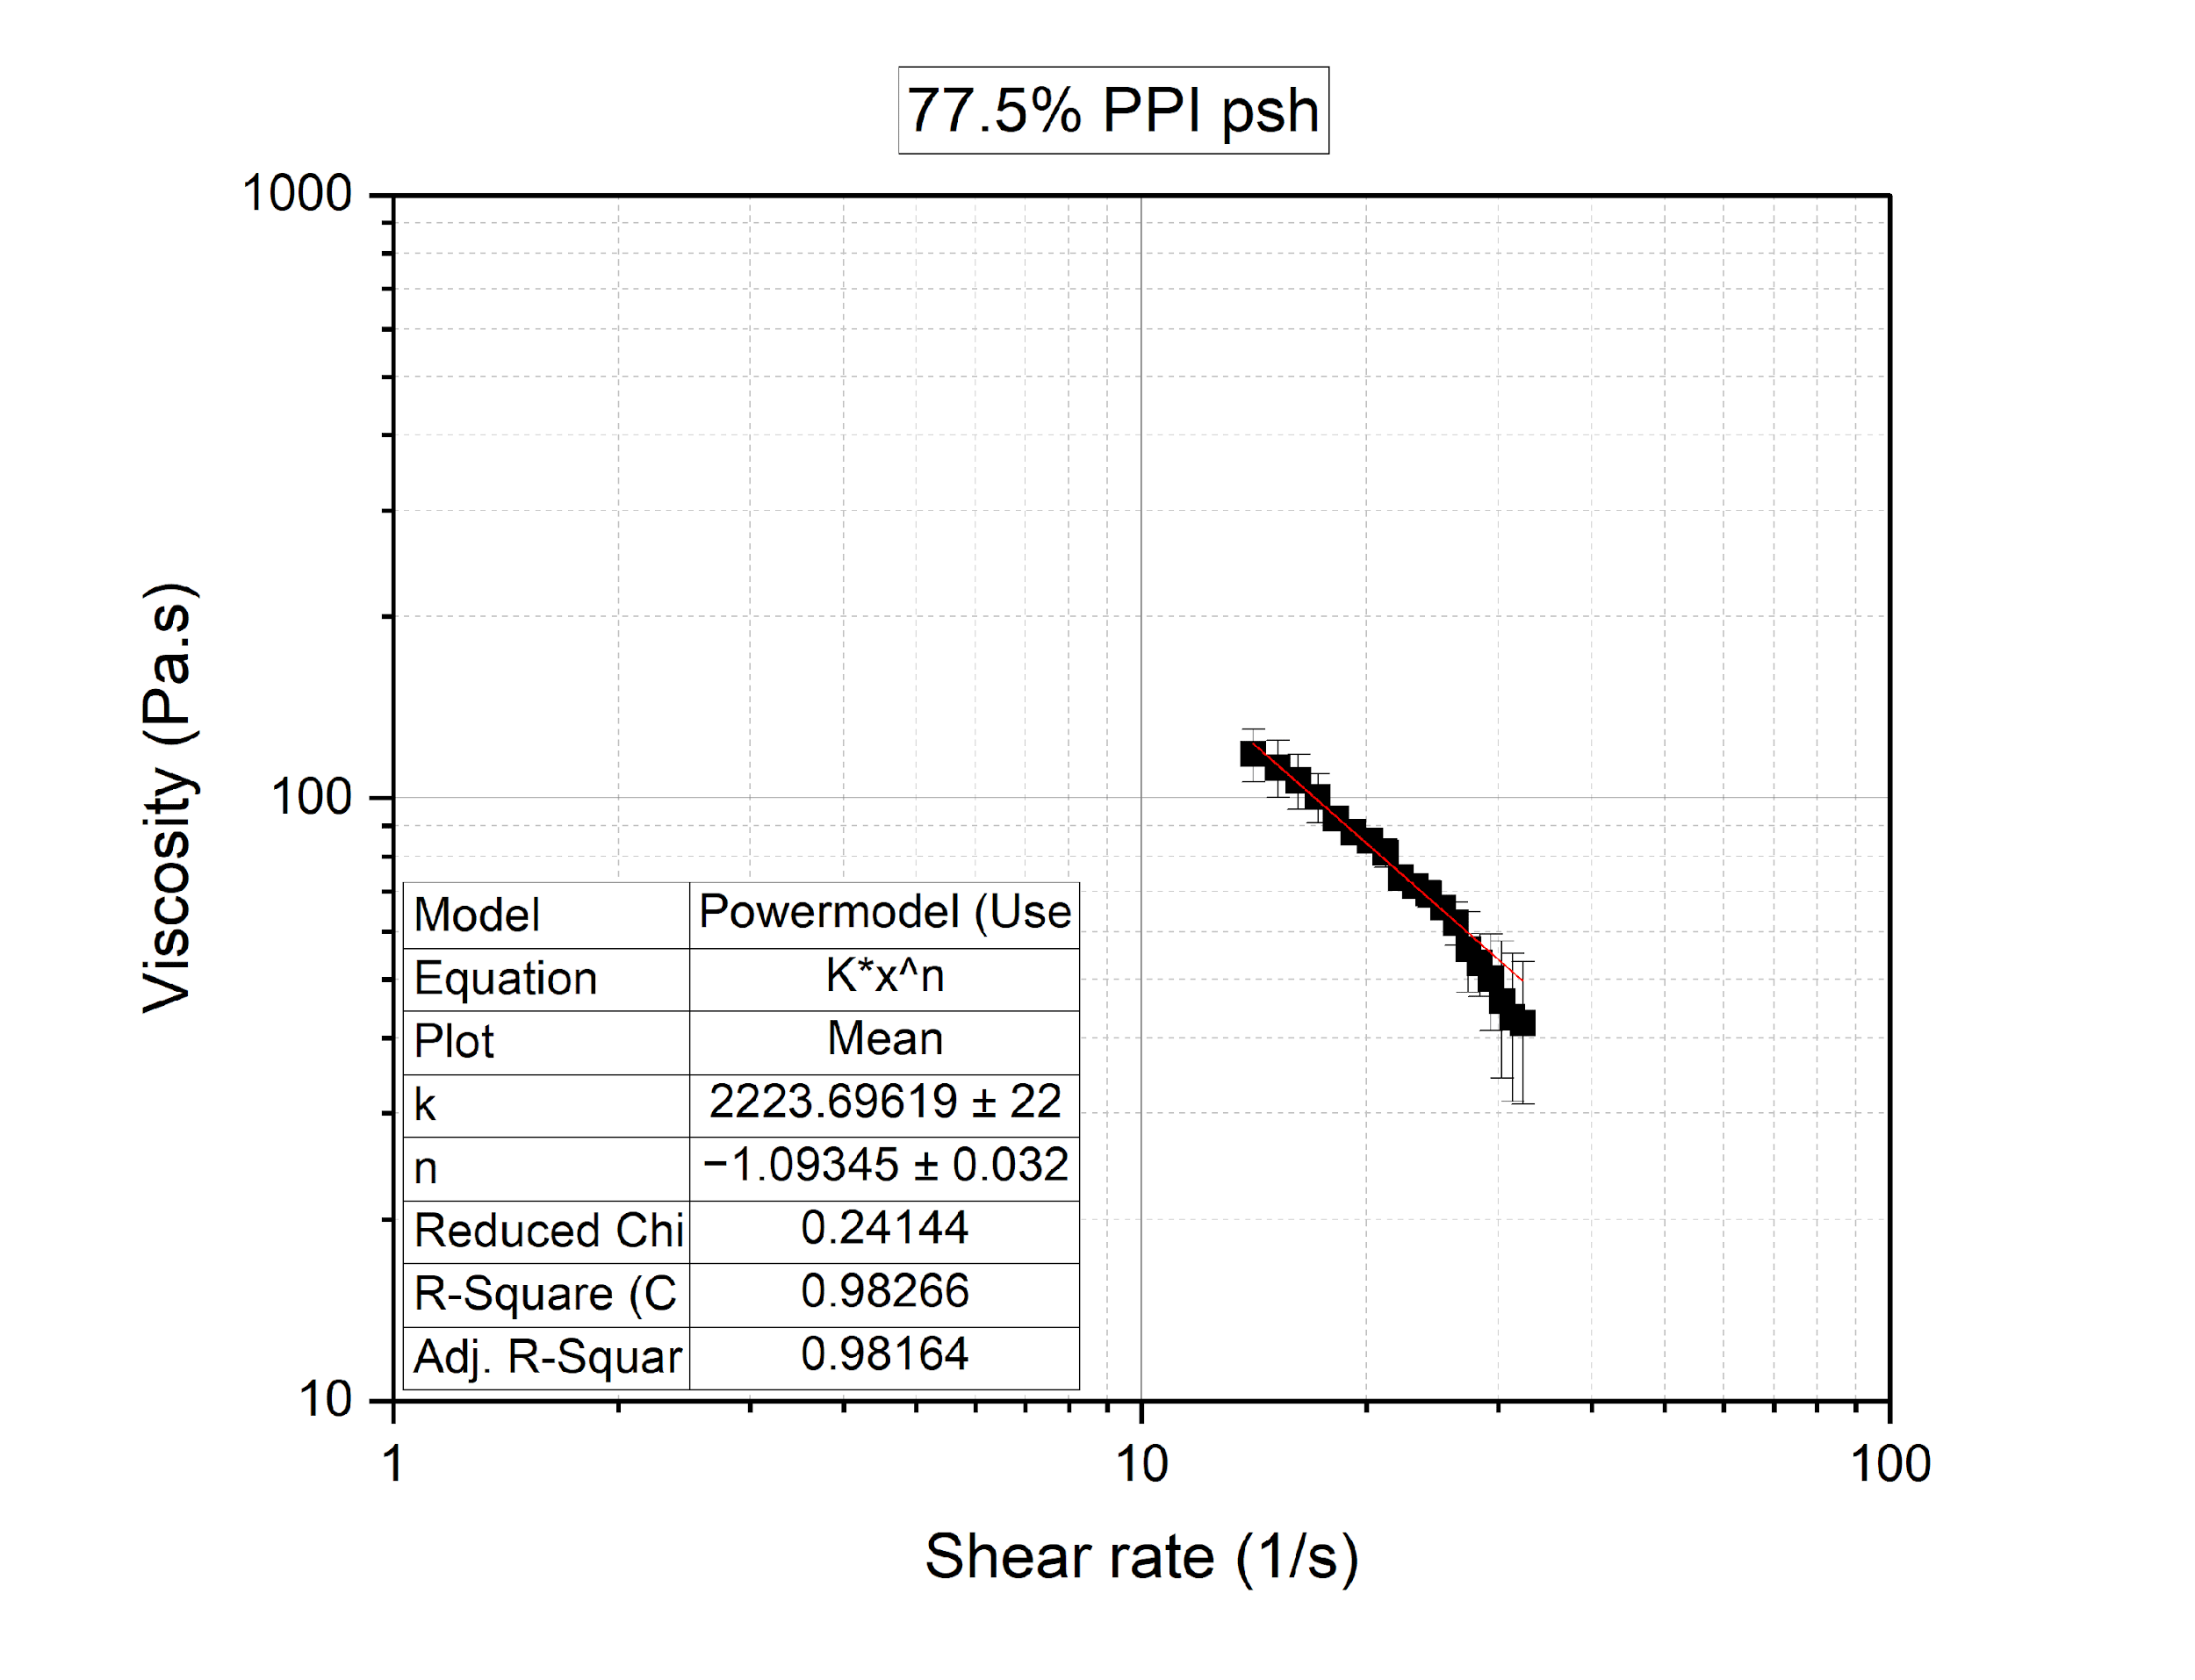 77.5% PPI psh
1000
100
10
Viscosity (Pa.s)
Model Powermodel (Use
Equation K*x^n
Plot Mean
k 2223.69619 ± 22
n −1.09345 ± 0.032
Reduced Chi 0.24144
R-Square (C 0.98266
Adj. R-Squar 0.98164
1 10 100
Shear rate (1/s)